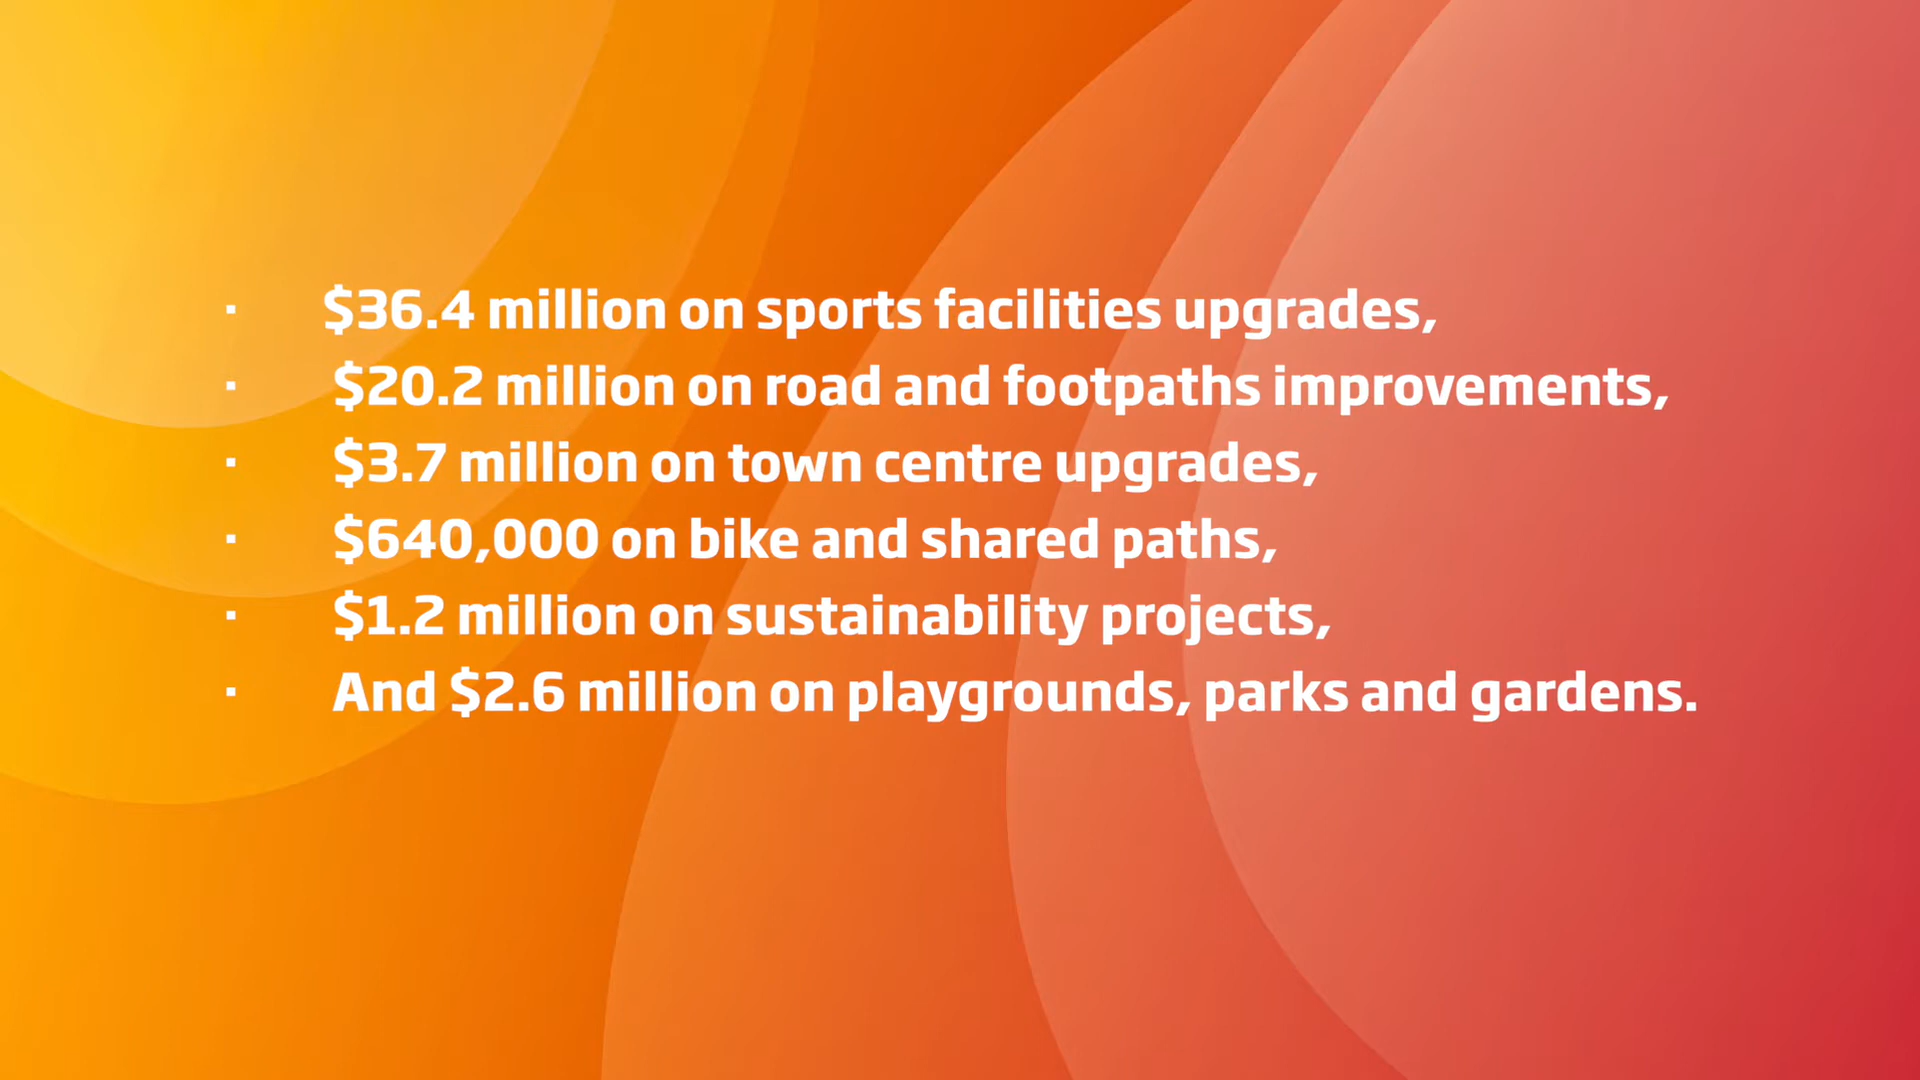 · $36.4 million on sports facilities upgrades,
· $20.2 million on road and footpaths improvements,
· $3.7 million on town centre upgrades,
· $640,000 on bike and shared paths,
· $1.2 million on sustainability projects,
· And $2.6 million on playgrounds, parks and gardens.